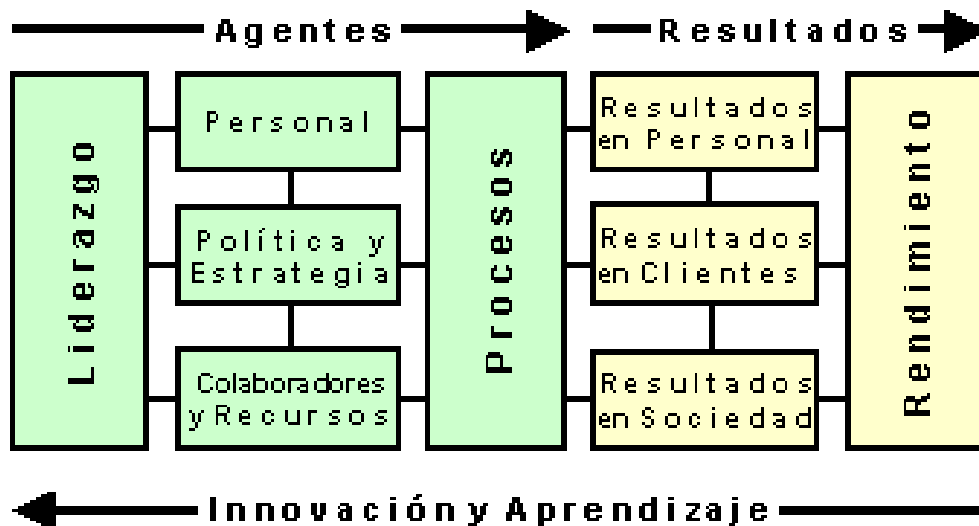 Agentes
Resultados
Liderazgo
Personal
Política y
Estrategia
Colaboradores
y Recursos
Procesos
Resultados
en Personal
Resultados
en Clientes
Resultados
en Sociedad
Rendimiento
Innovación y Aprendizaje